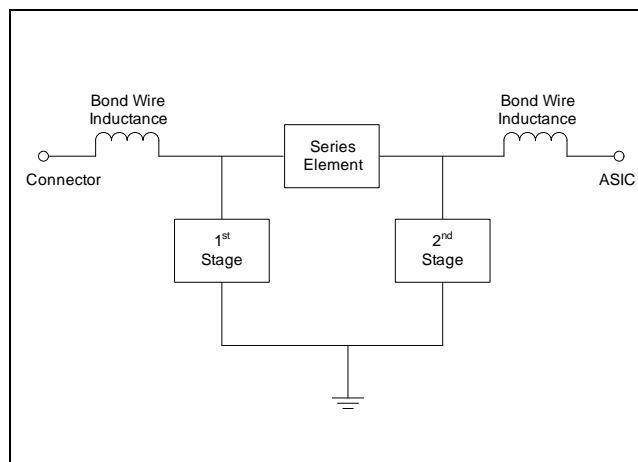 Bond Wire
Inductance
Bond Wire
Inductance
Series
Element
Connector
ASIC
1st
Stage
2nd
Stage